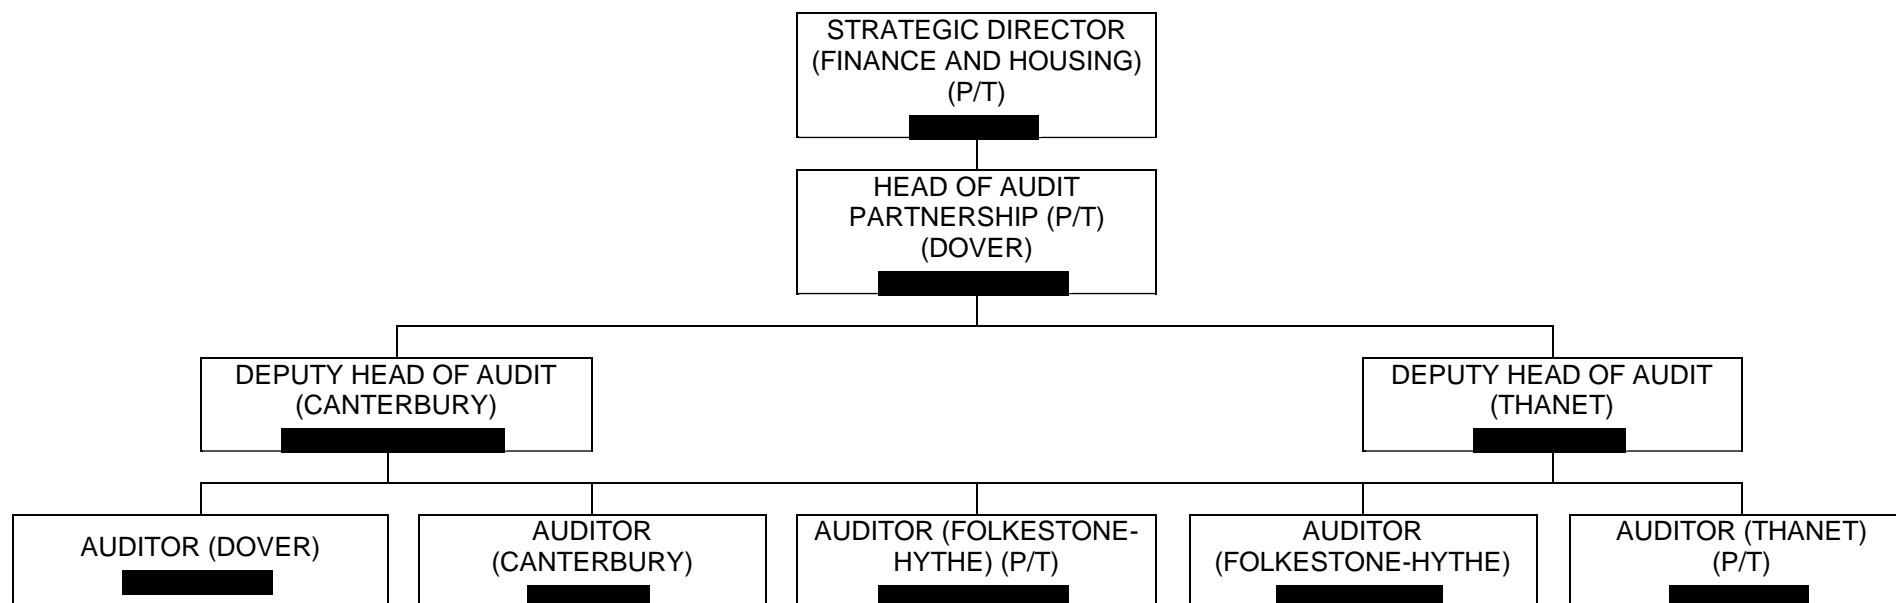 STRATEGIC DIRECTOR
(FINANCE AND HOUSING)
(P/T)
HEAD OF AUDIT
PARTNERSHIP (P/T)
(DOVER)
DEPUTY HEAD OF AUDIT
(CANTERBURY)
DEPUTY HEAD OF AUDIT
(THANET)
AUDITOR (DOVER)
AUDITOR
(CANTERBURY)
AUDITOR (FOLKESTONE-
HYTHE) (P/T)
AUDITOR
(FOLKESTONE-HYTHE)
AUDITOR (THANET)
(P/T)